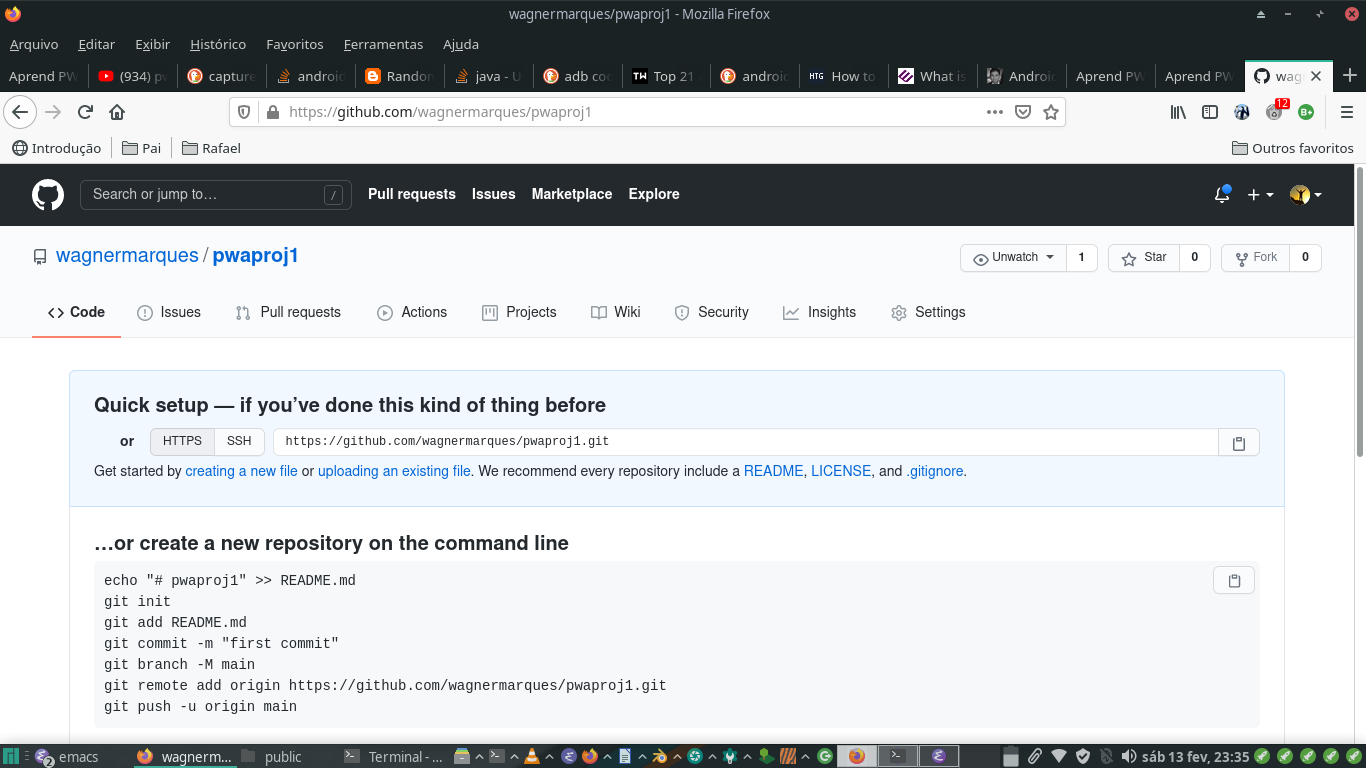 wagnermarques/pwaproj1 - Mozilla Firefox
Arquivo Editar Exibir Histórico Favoritos Ferramentas Ajuda
Aprend PW (934) pw capture android Random java - U adb co Top 21 android How to What is Androi Aprend PW Aprend PW wagn
https://github.com/wagnermarques/pwaproj1
12
B+
Introdução Pai Rafael Outros favoritos
Search or jump to… / Pull requests Issues Marketplace Explore
wagnermarques / pwaproj1 Unwatch 1 Star 0 Fork 0
Code Issues Pull requests Actions Projects Wiki Security Insights Settings
Quick setup — if you’ve done this kind of thing before
or HTTPS SSH https://github.com/wagnermarques/pwaproj1.git
Get started by creating a new file or uploading an existing file. We recommend every repository include a README, LICENSE, and .gitignore.
…or create a new repository on the command line
echo "# pwaproj1" >> README.md
git init
git add README.md
git commit -m "first commit"
git branch -M main
git remote add origin https://github.com/wagnermarques/pwaproj1.git
git push -u origin main
2 emacs wagnerm... public Terminal - ... sáb 13 fev, 23:35